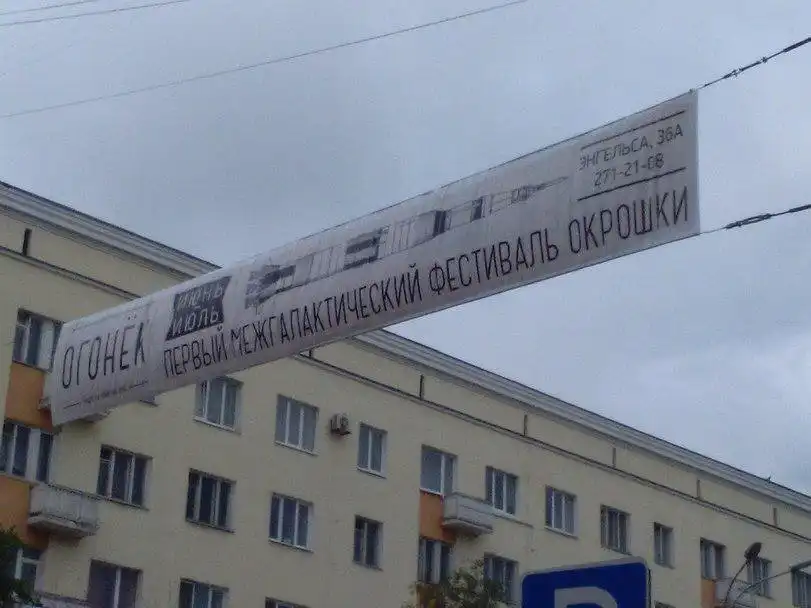 ОГОНЁК
ИЮНЬ
ИЮЛЬ
ПЕРВЫЙ МЕЖГАЛАКТИЧЕСКИЙ ФЕСТИВАЛЬ ОКРОШКИ
ЭНГЕЛЬСА, 36А
271-21-08
P